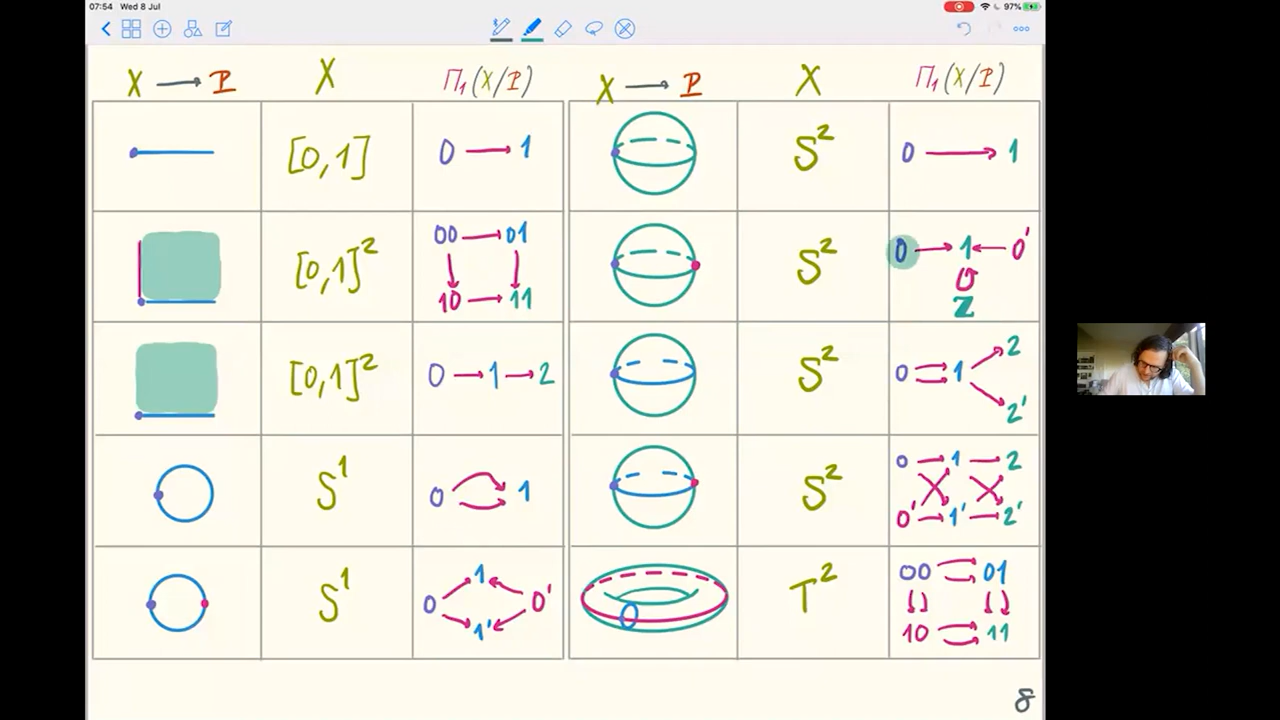 07:54 Wed 8 Jul
97%
X → P X Π₁(X/P) X → P X Π₁(X/P)
[0,1] 0 → 1 S² 0 → 1
[0,1]² 00 → 01 S² 0 → 1 ← 0'
↓ ↓ ↻
10 → 11 Z
[0,1]² 0 → 1 → 2 S² 0 ⇉ 1 2
2'
S¹ 0 ⇉ 1 S² 0 → 1 → 2
0' → 1' → 2'
S¹ 0 1 0' T² 00 ⇉ 01
1' ⇊ ⇊
10 ⇉ 11
8